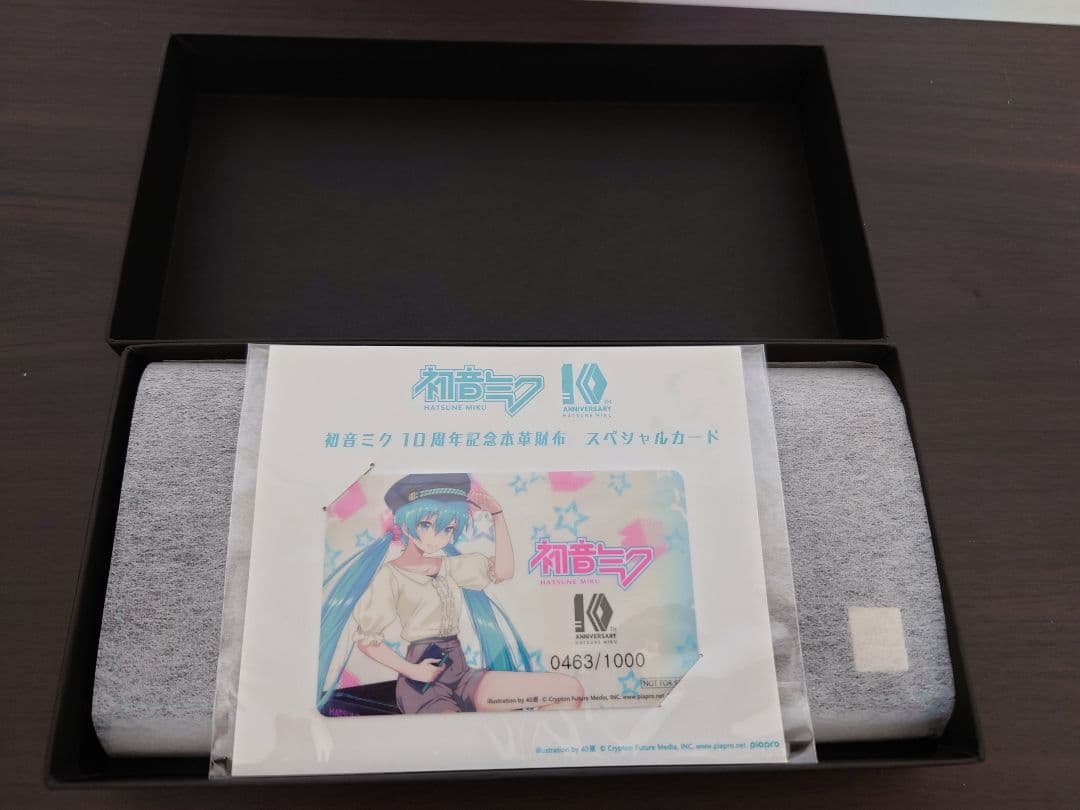 初音ミク 10TH
HATSUNE MIKU ANNIVERSARY
HATSUNE MIKU
初音ミク 10周年記念本革財布 スペシャルカード
初音ミク
HATSUNE MIKU
10TH
ANNIVERSARY
HATSUNE MIKU
0463/1000
NOT FOR S
illustration by 40原 © Crypton Future Media, INC. www.piapro.net
HATS
illustration by 40原 © Crypton Future Media, INC. www.piapro.net piapro